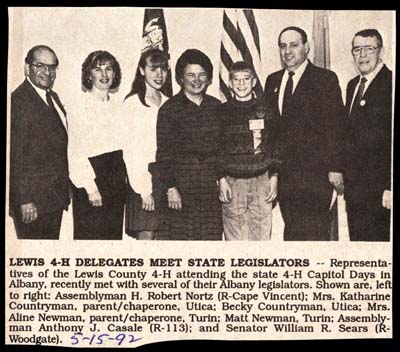 LEWIS 4-H DELEGATES MEET STATE LEGISLATORS -- Representa-
tives of the Lewis County 4-H attending the state 4-H Capitol Days in
Albany, recently met with several of their Albany legislators. Shown are, left
to right: Assemblyman H. Robert Nortz (R-Cape Vincent); Mrs. Katharine
Countryman, parent/chaperone, Utica; Becky Countryman, Utica; Mrs.
Aline Newman, parent/chaperone, Turin; Matt Newman, Turin; Assembly-
man Anthony J. Casale (R-113); and Senator William R. Sears (R-
Woodgate). 5-15-92